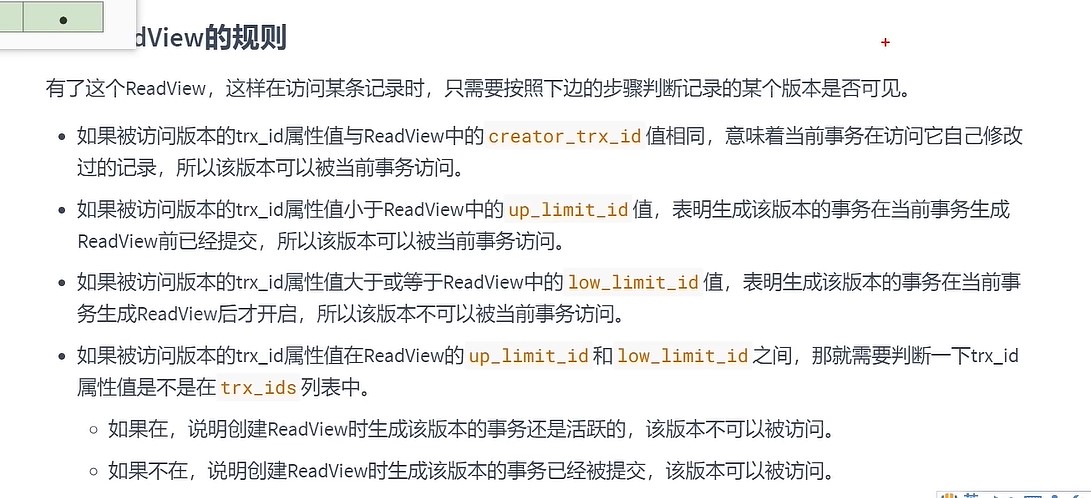 dView的规则
有了这个ReadView，这样在访问某条记录时，只需要按照下边的步骤判断记录的某个版本是否可见。
如果被访问版本的trx_id属性值与ReadView中的 creator_trx_id 值相同，意味着当前事务在访问它自己修改
过的记录，所以该版本可以被当前事务访问。
如果被访问版本的trx_id属性值小于ReadView中的 up_limit_id 值，表明生成该版本的事务在当前事务生成
ReadView前已经提交，所以该版本可以被当前事务访问。
如果被访问版本的trx_id属性值大于或等于ReadView中的 low_limit_id 值，表明生成该版本的事务在当前事
务生成ReadView后才开启，所以该版本不可以被当前事务访问。
如果被访问版本的trx_id属性值在ReadView的 up_limit_id 和 low_limit_id 之间，那就需要判断一下trx_id
属性值是不是在 trx_ids 列表中。
如果在，说明创建ReadView时生成该版本的事务还是活跃的，该版本不可以被访问。
如果不在，说明创建ReadView时生成该版本的事务已经被提交，该版本可以被访问。
英